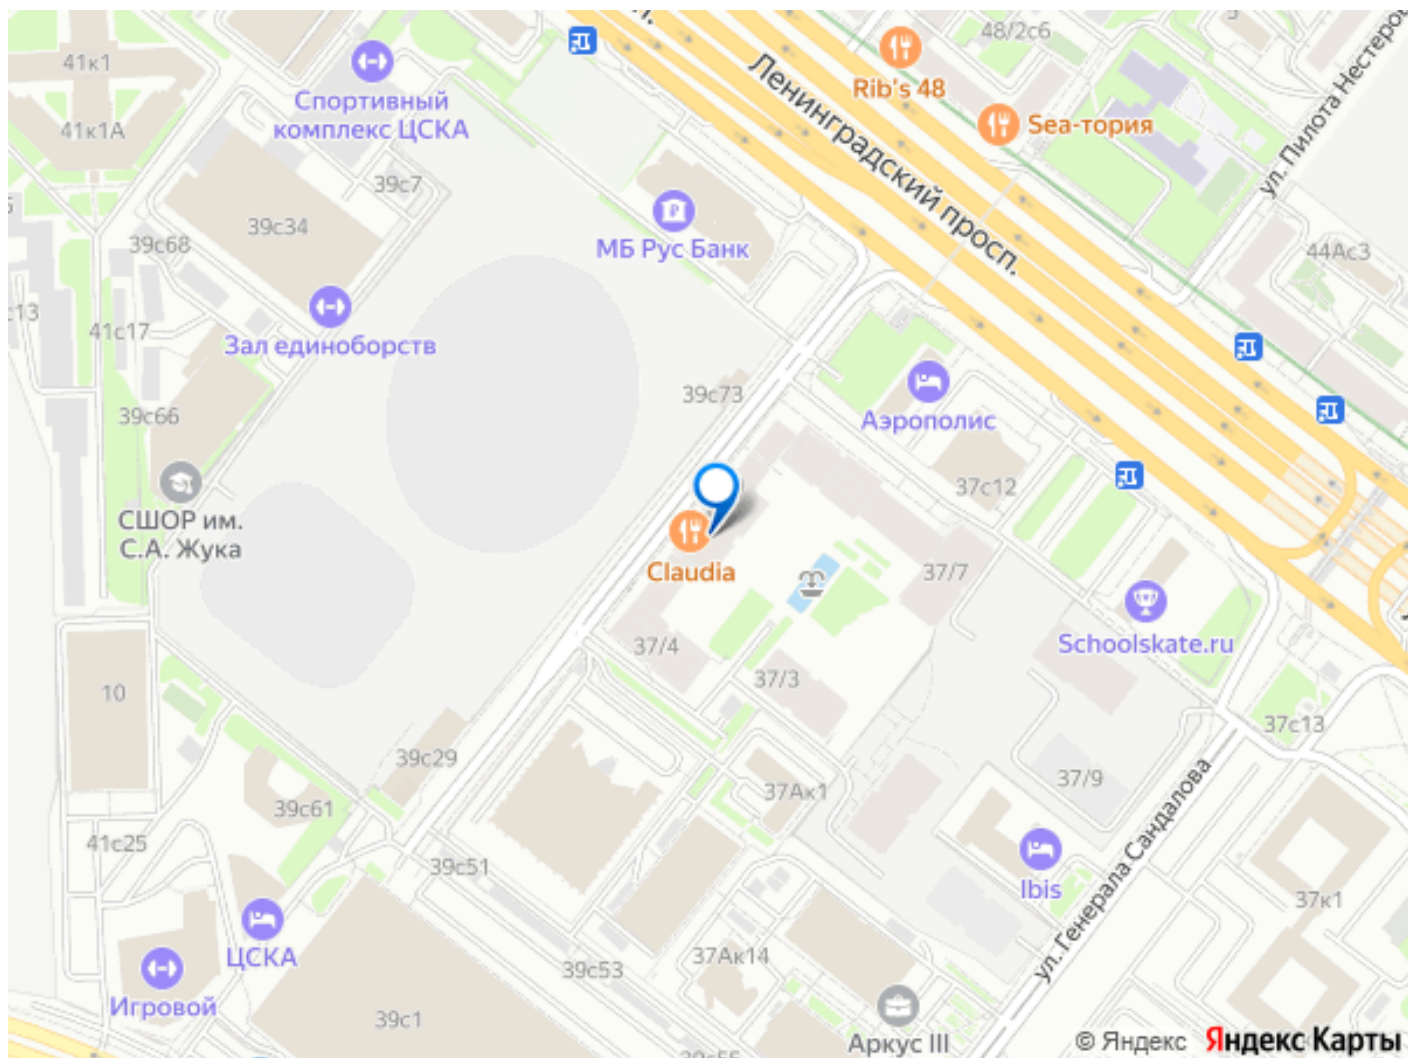 48/2с6
41к1
Rib's 48
Спортивный
комплекс ЦСКА
41к1А
Sea-тория
ул. Пилота Нестеров
Ленинградский просп.
39с7
39с34
39с68
МБ Рус Банк
44Ас3
с13
41с17
Зал единоборств
39с73
39с66
Аэрополис
37с12
СШОР им.
С.А. Жука
Claudia
37/7
37/4
Schoolskate.ru
37/3
10
37с13
39с29
37/9
37Ак1
39с61
ул. Генерала Сандалова
41с25
39с51
Ibis
37к1
ЦСКА
37Ак14
39с53
Игровой
39с1
Аркус III
© Яндекс
Яндекс Карты